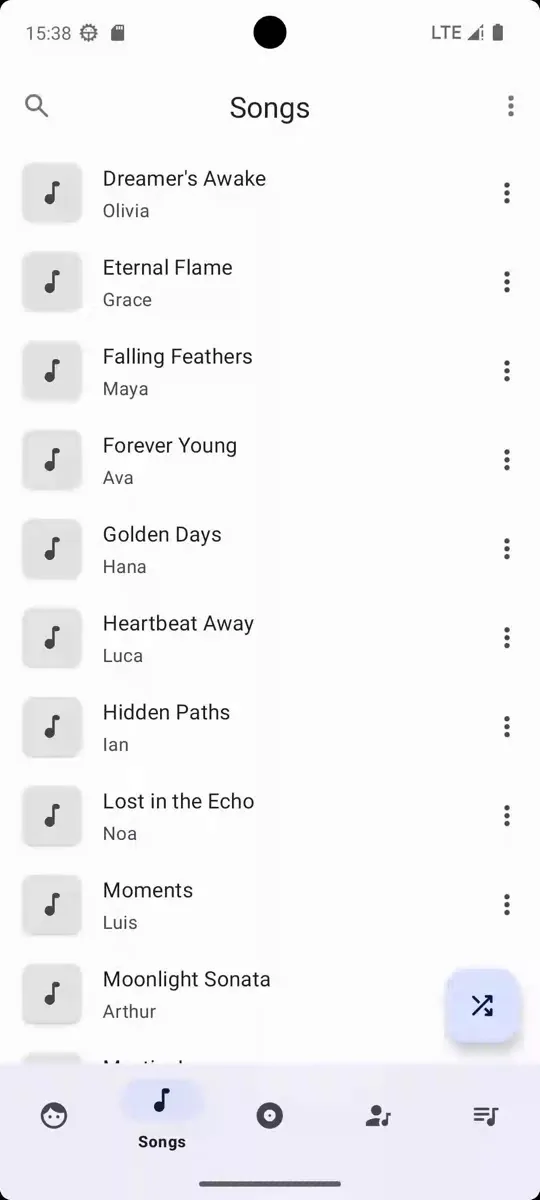 15:38
LTE
Songs
Dreamer's Awake
Olivia
Eternal Flame
Grace
Falling Feathers
Maya
Forever Young
Ava
Golden Days
Hana
Heartbeat Away
Luca
Hidden Paths
Ian
Lost in the Echo
Noa
Moments
Luis
Moonlight Sonata
Arthur
Songs